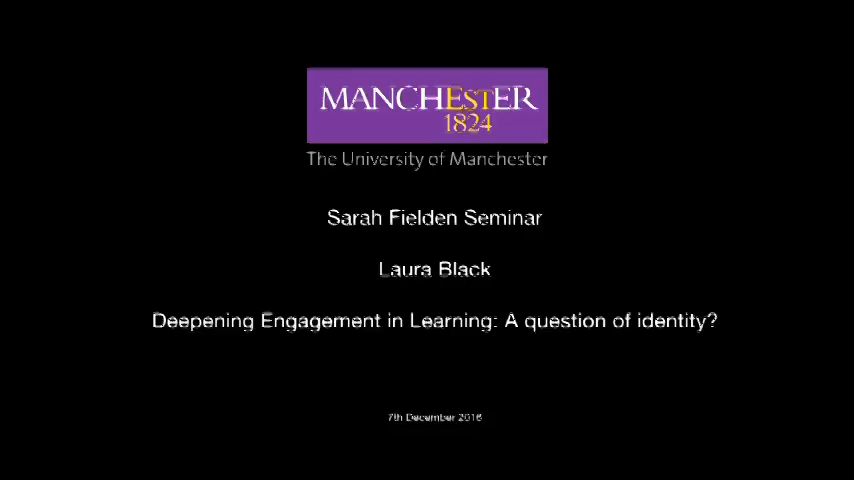 MANCHESTER
1824
The University of Manchester
Sarah Fielden Seminar
Laura Black
Deepening Engagement in Learning: A question of identity?
7th December 2016